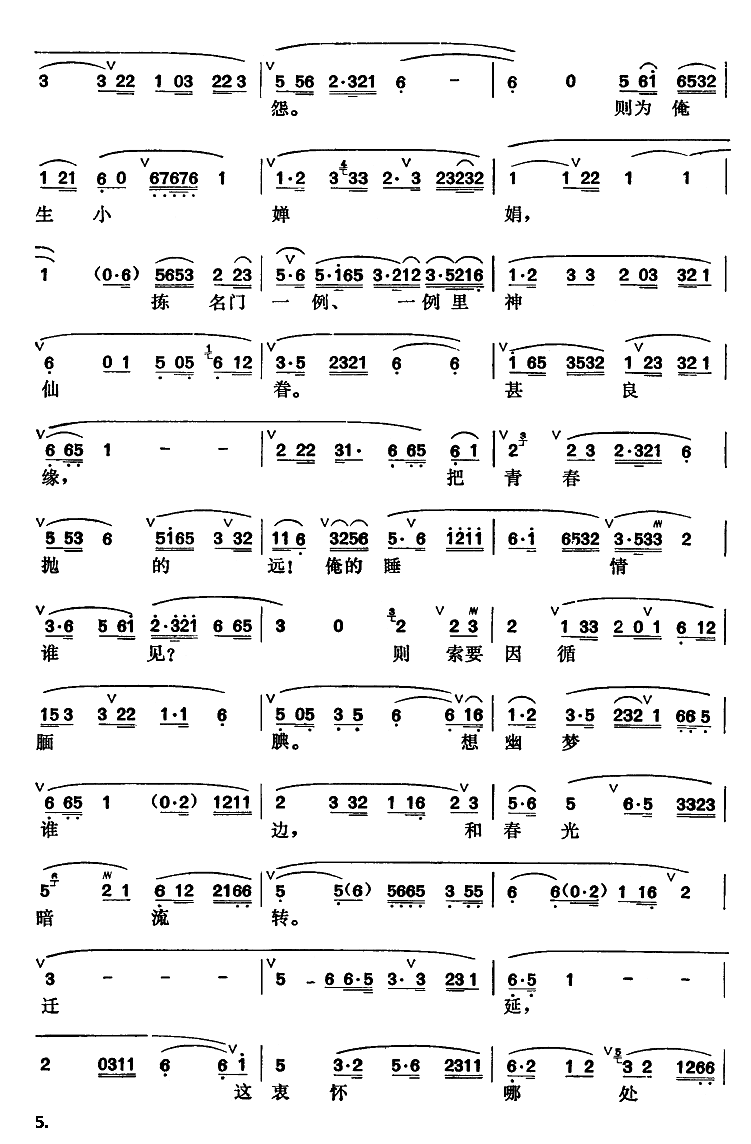 3 3 22 1 03 22 3 | 5 56 2·321 6 - | 6 0 5 61 6532 |
怨。 则为俺
1 21 6 0 67676 1 | 1·2 3 33 2· 3 23232 | 1 1 22 1 1 |
生 小 婵 娟，
1 (0·6) 5653 2 23 | 5·6 5·165 3·212 3·5216 | 1·2 3 3 2 03 32 1 |
拣 名门 一 例、 一例里 神
6 0 1 5 05 6 12 | 3·5 2321 6 6 | 1 65 3532 1 23 32 1 |
仙 眷。 甚 良
6 65 1 - - | 2 22 31· 6 65 6 1 | 2 2 3 2·321 6 |
缘， 把 青 春
5 53 6 5165 3 32 | 11 6 3256 5· 6 1211 | 6·1 6532 3·533 2 |
抛 的 远！ 俺的 睡 情
3·6 5 61 2·321 6 65 | 3 0 2 2 3 | 2 1 33 2 0 1 6 12 |
谁 见？ 则 索要 因 循
15 3 3 22 1·1 6 | 5 05 3 5 6 6 16 | 1·2 3·5 232 1 66 5 |
腼 腆。 想 幽 梦
6 65 1 (0·2) 1211 | 2 3 32 1 16 2 3 | 5·6 5 6·5 3323 |
谁 边， 和 春 光
5 2 1 6 12 2166 | 5 5(6) 5665 3 55 | 6 6(0·2) 1 16 2 |
暗 流 转。
3 - - - | 5 - 6 6·5 3· 3 23 1 | 6·5 1 - - |
迁 延，
2 0311 6 6 1 | 5 3·2 5·6 2311 | 6·2 1 2 3 2 1266 |
这 衷 怀 哪 处
5.